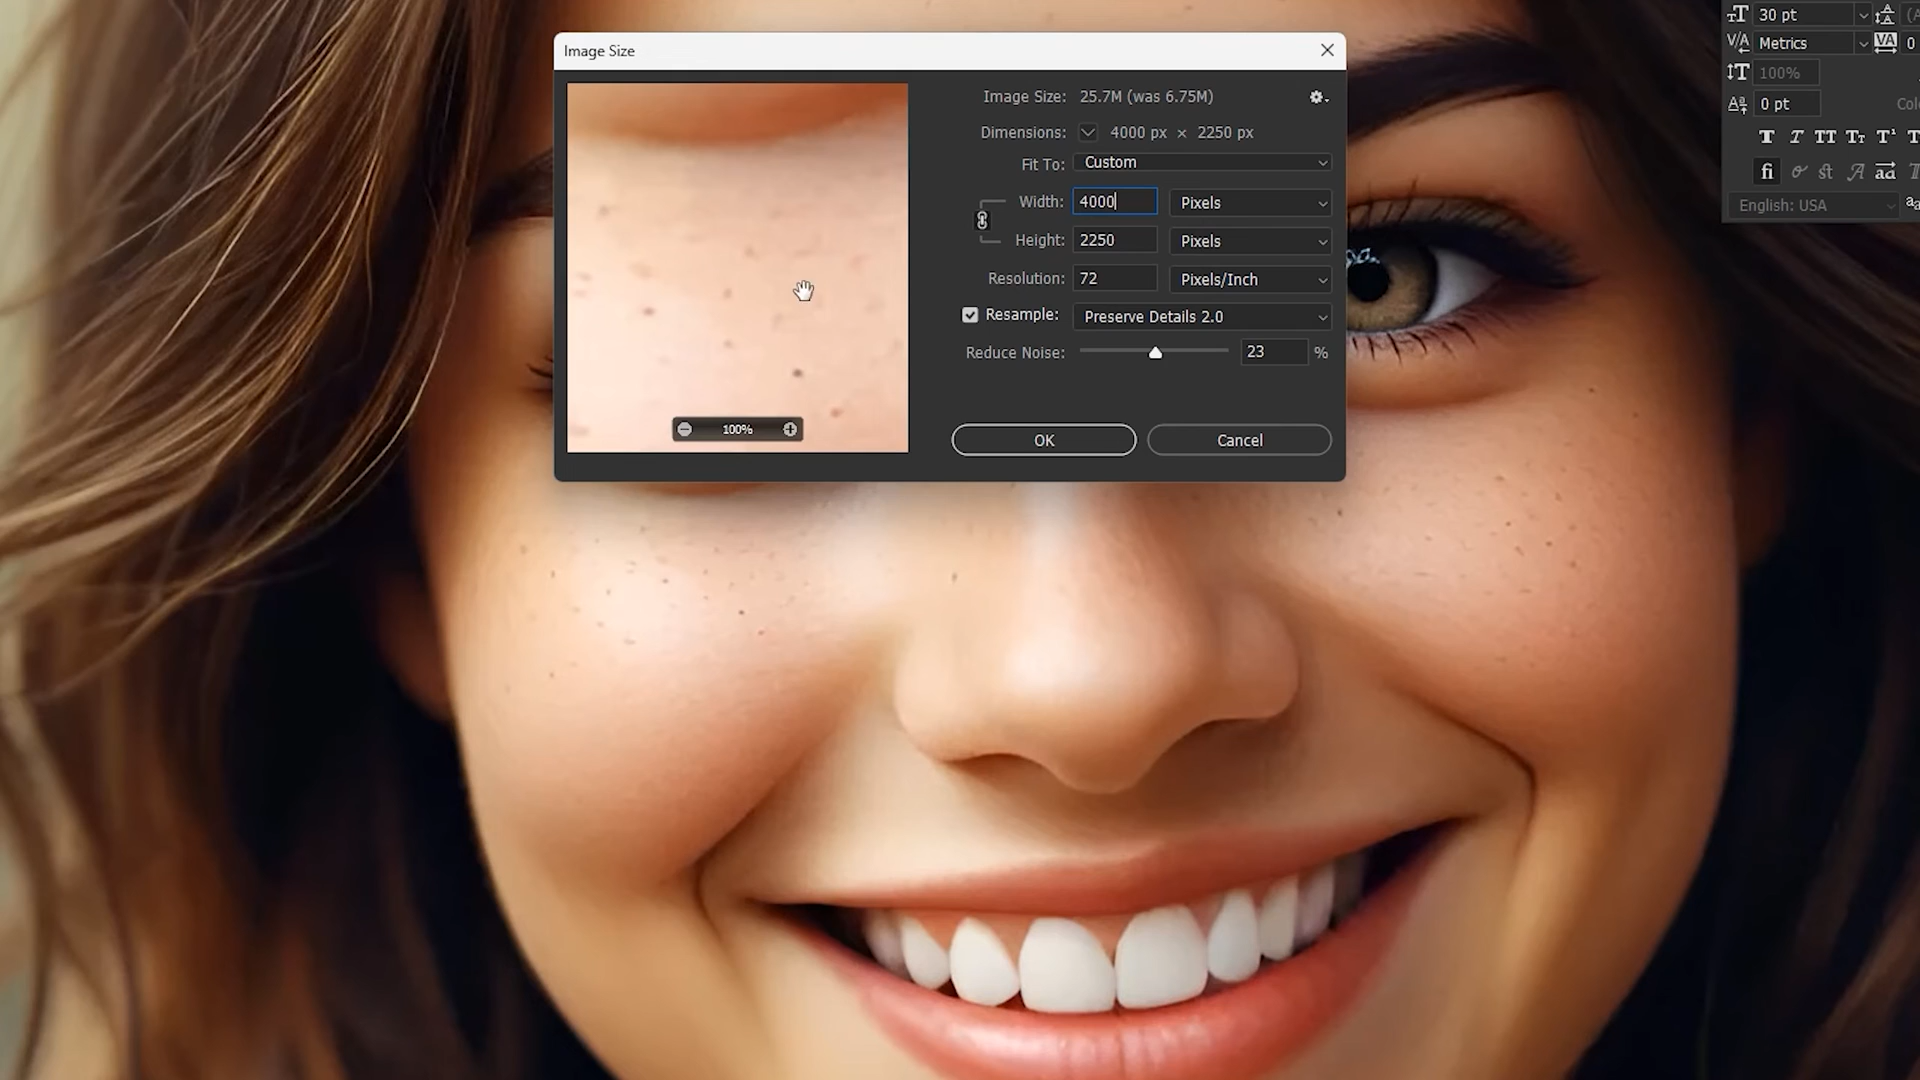 Image Size
Image Size: 25.7M (was 6.75M)
Dimensions: 4000 px × 2250 px
Fit To: Custom
Width: 4000 Pixels
Height: 2250 Pixels
Resolution: 72 Pixels/Inch
Resample: Preserve Details 2.0
Reduce Noise: 23 %
100%
OK Cancel
30 pt
Metrics 0
100%
0 pt
English: USA